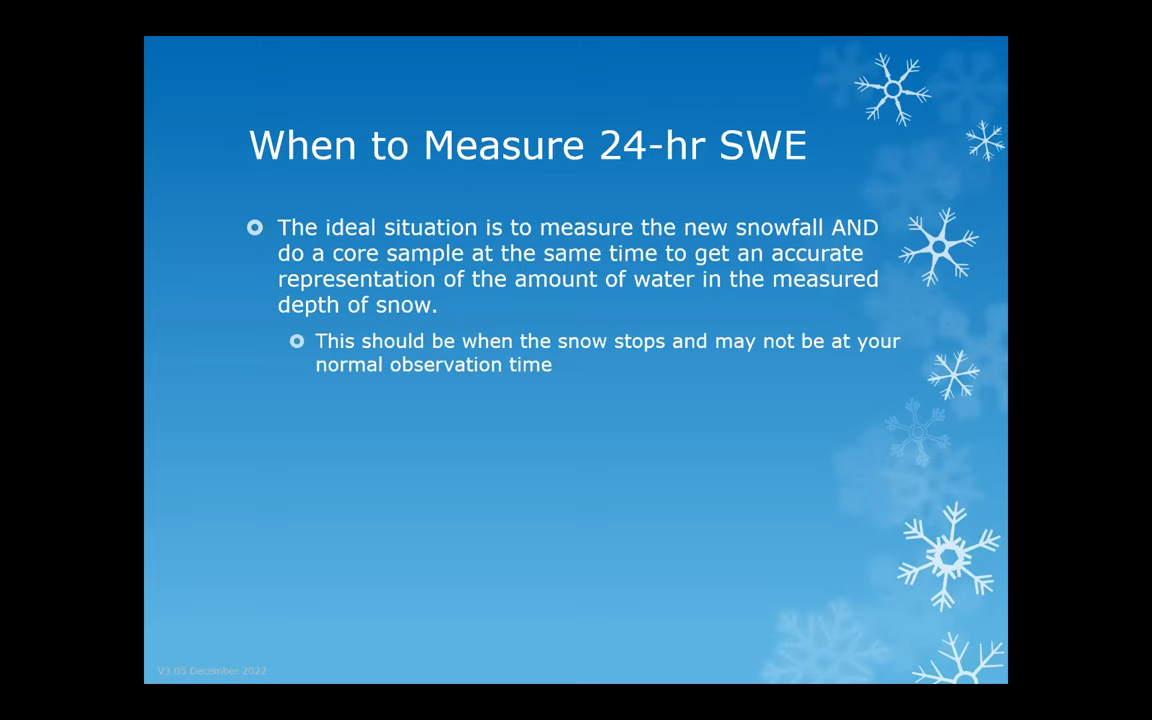 When to Measure 24-hr SWE
The ideal situation is to measure the new snowfall AND
do a core sample at the same time to get an accurate
representation of the amount of water in the measured
depth of snow.
This should be when the snow stops and may not be at your
normal observation time
V3.05 December 2022